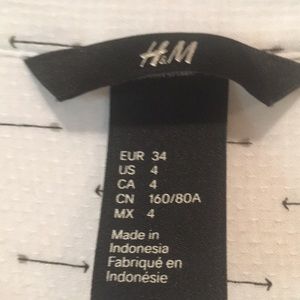 H&M
EUR 34
US 4
CA 4
CN 160/80A
MX 4
Made in
Indonesia
Fabriqué en
Indonésie